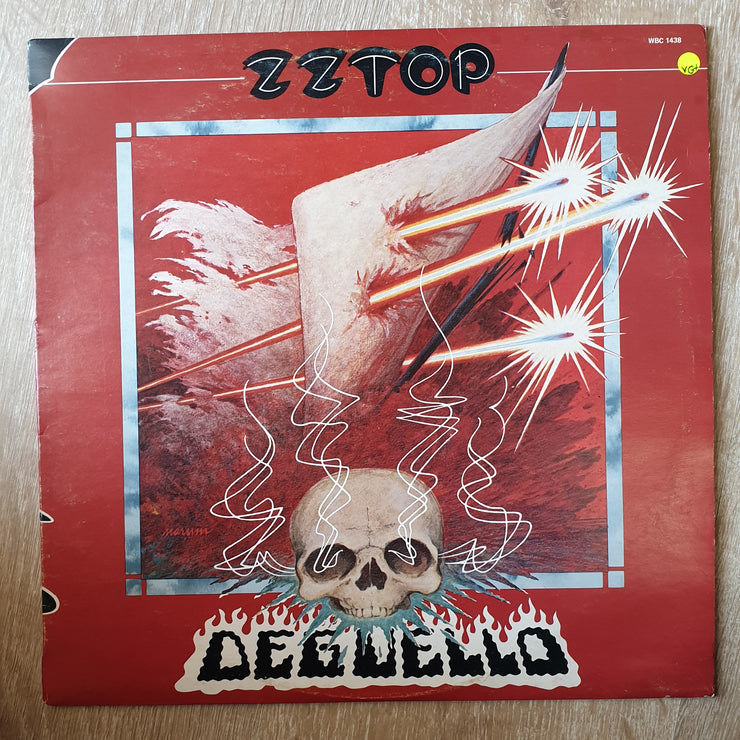 WBC 1438
ZZTOP
VG+
DEGUELLO